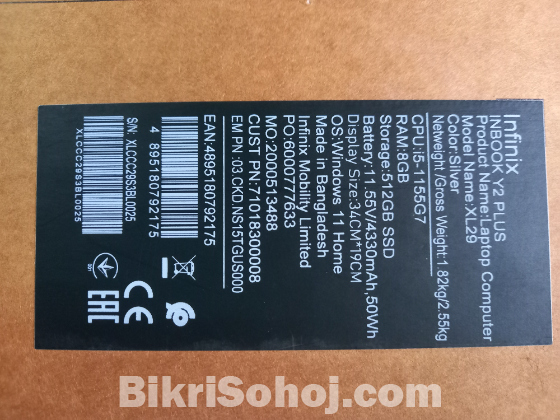 Infinix
INBOOK Y2 PLUS
Product Name:Laptop Computer
Model Name:XL29
Color:Silver
Netweight /Gross Weight:1.82kg/2.55kg
CPU:i5-1155G7
RAM:8GB
Storage:512GB SSD
Battery:11.55V/4330mAh,50Wh
Display Size:34CM*19CM
OS:Windows 11 Home
Made in Bangladesh
Infinix Mobility Limited
PO:60007777633
MO:2000513488
CUST PN:71018300008
EM PN :03.CKD.NS15TGUS000
EAN:4895180792175
4 895180 792175
S/N: XLCCC29S3BL0025
XLCCC29S3BL0025
CE
EAC
BikriSohoj.com